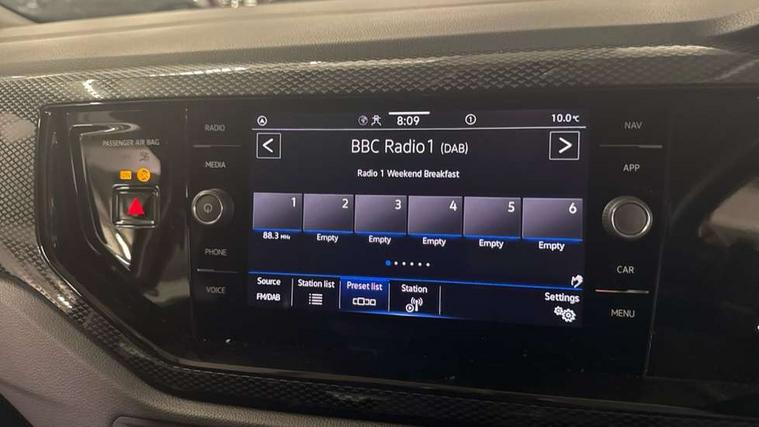 8:09
10.0 °C
PASSENGER AIR BAG
RADIO
MEDIA
PHONE
VOICE
< BBC Radio 1 (DAB) >
Radio 1 Weekend Breakfast
1 2 3 4 5 6
88.3 MHz Empty Empty Empty Empty Empty
Source Station list Preset list Station Settings
FM/DAB
NAV
APP
CAR
MENU